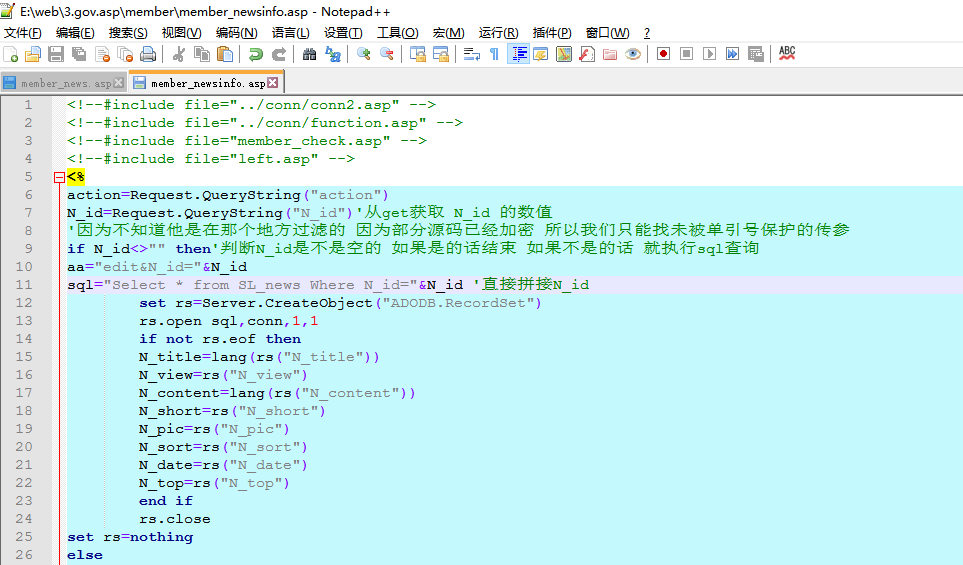 E:\web\3.gov.asp\member\member_newsinfo.asp - Notepad++
文件(F) 编辑(E) 搜索(S) 视图(V) 编码(N) 语言(L) 设置(T) 工具(O) 宏(M) 运行(R) 插件(P) 窗口(W) ?
ABC
member_news.asp member_newsinfo.asp
1 <!--#include file="../conn/conn2.asp" -->
2 <!--#include file="../conn/function.asp" -->
3 <!--#include file="member_check.asp" -->
4 <!--#include file="left.asp" -->
5 <%
6 action=Request.QueryString("action")
7 N_id=Request.QueryString("N_id")'从get获取 N_id 的数值
8 '因为不知道他是在那个地方过滤的 因为部分源码已经加密 所以我们只能找未被单引号保护的传参
9 if N_id<>"" then'判断N_id是不是空的 如果是的话结束 如果不是的话 就执行sql查询
10 aa="edit&N_id="&N_id
11 sql="Select * from SL_news Where N_id="&N_id '直接拼接N_id
12 set rs=Server.CreateObject("ADODB.RecordSet")
13 rs.open sql,conn,1,1
14 if not rs.eof then
15 N_title=lang(rs("N_title"))
16 N_view=rs("N_view")
17 N_content=lang(rs("N_content"))
18 N_short=rs("N_short")
19 N_pic=rs("N_pic")
20 N_sort=rs("N_sort")
21 N_date=rs("N_date")
22 N_top=rs("N_top")
23 end if
24 rs.close
25 set rs=nothing
26 else